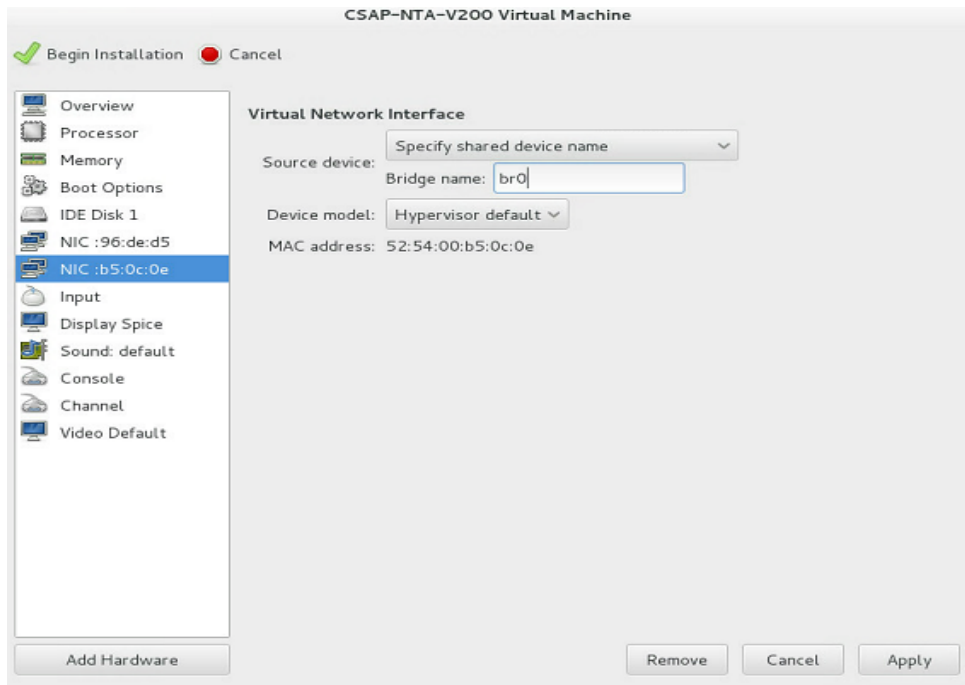 CSAP-NTA-V200 Virtual Machine
Begin Installation Cancel
Overview
Processor
Memory
Boot Options
IDE Disk 1
NIC :96:de:d5
NIC :b5:0c:0e
Input
Display Spice
Sound: default
Console
Channel
Video Default
Add Hardware
Virtual Network Interface
Source device: Specify shared device name
Bridge name: br0
Device model: Hypervisor default
MAC address: 52:54:00:b5:0c:0e
Remove Cancel Apply